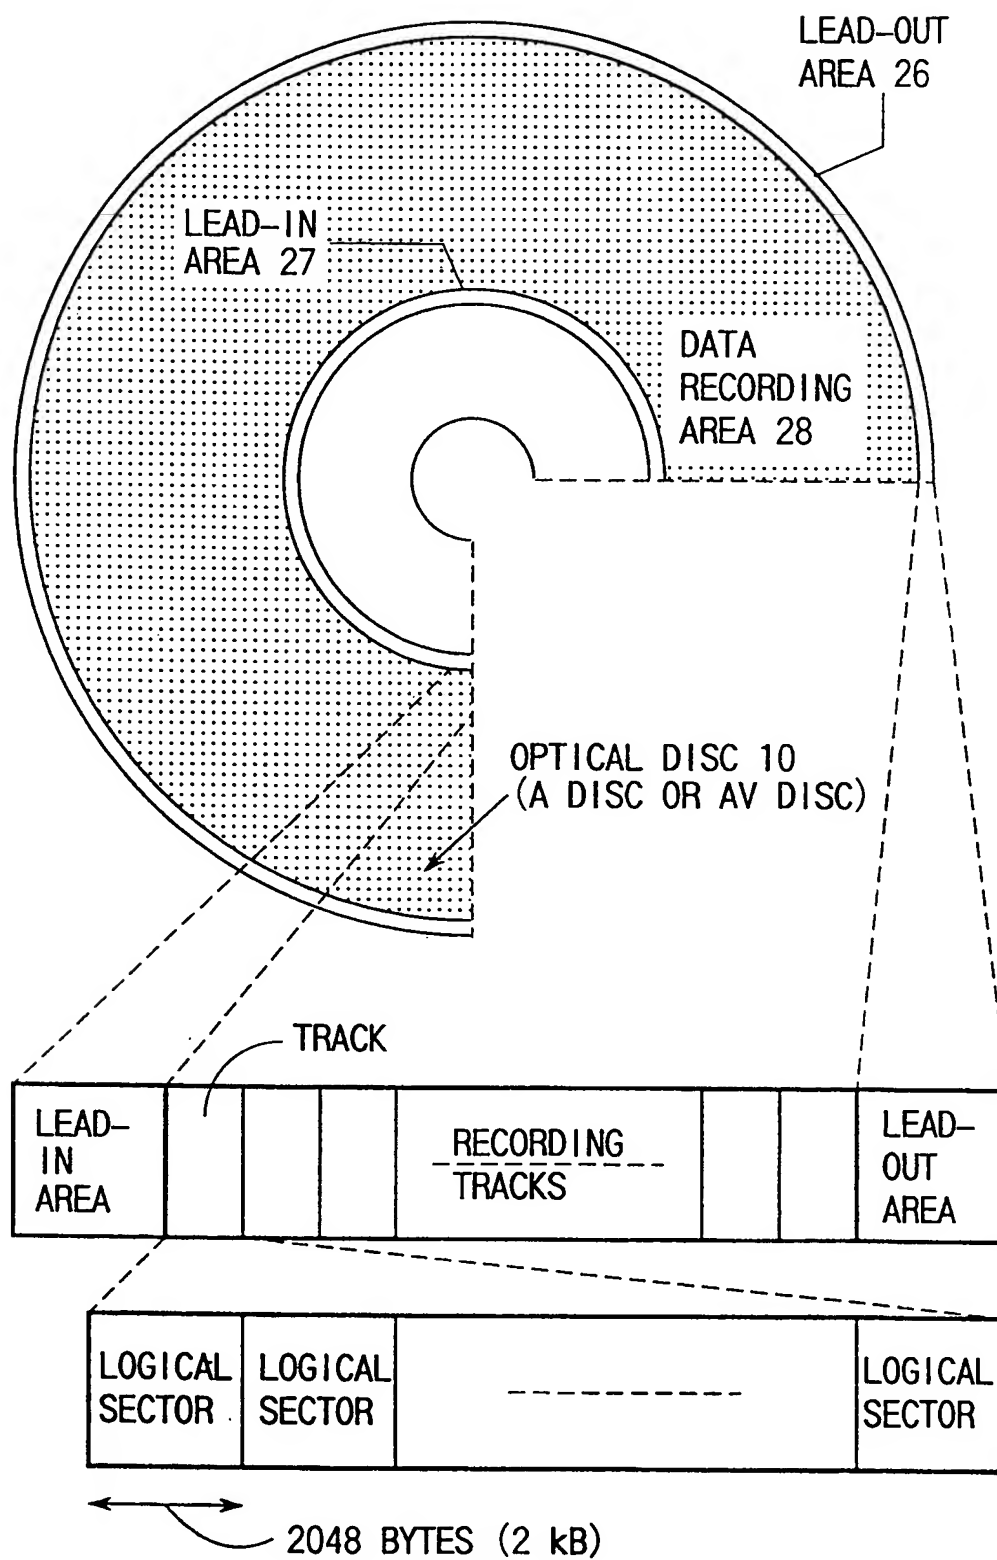 LEAD-OUT
AREA 26
LEAD-IN
AREA 27
DATA
RECORDING
AREA 28
OPTICAL DISC 10
(A DISC OR AV DISC)
TRACK
LEAD-
IN
AREA
RECORDING
TRACKS
LEAD-
OUT
AREA
LOGICAL
SECTOR
LOGICAL
SECTOR
LOGICAL
SECTOR
2048 BYTES (2 kB)